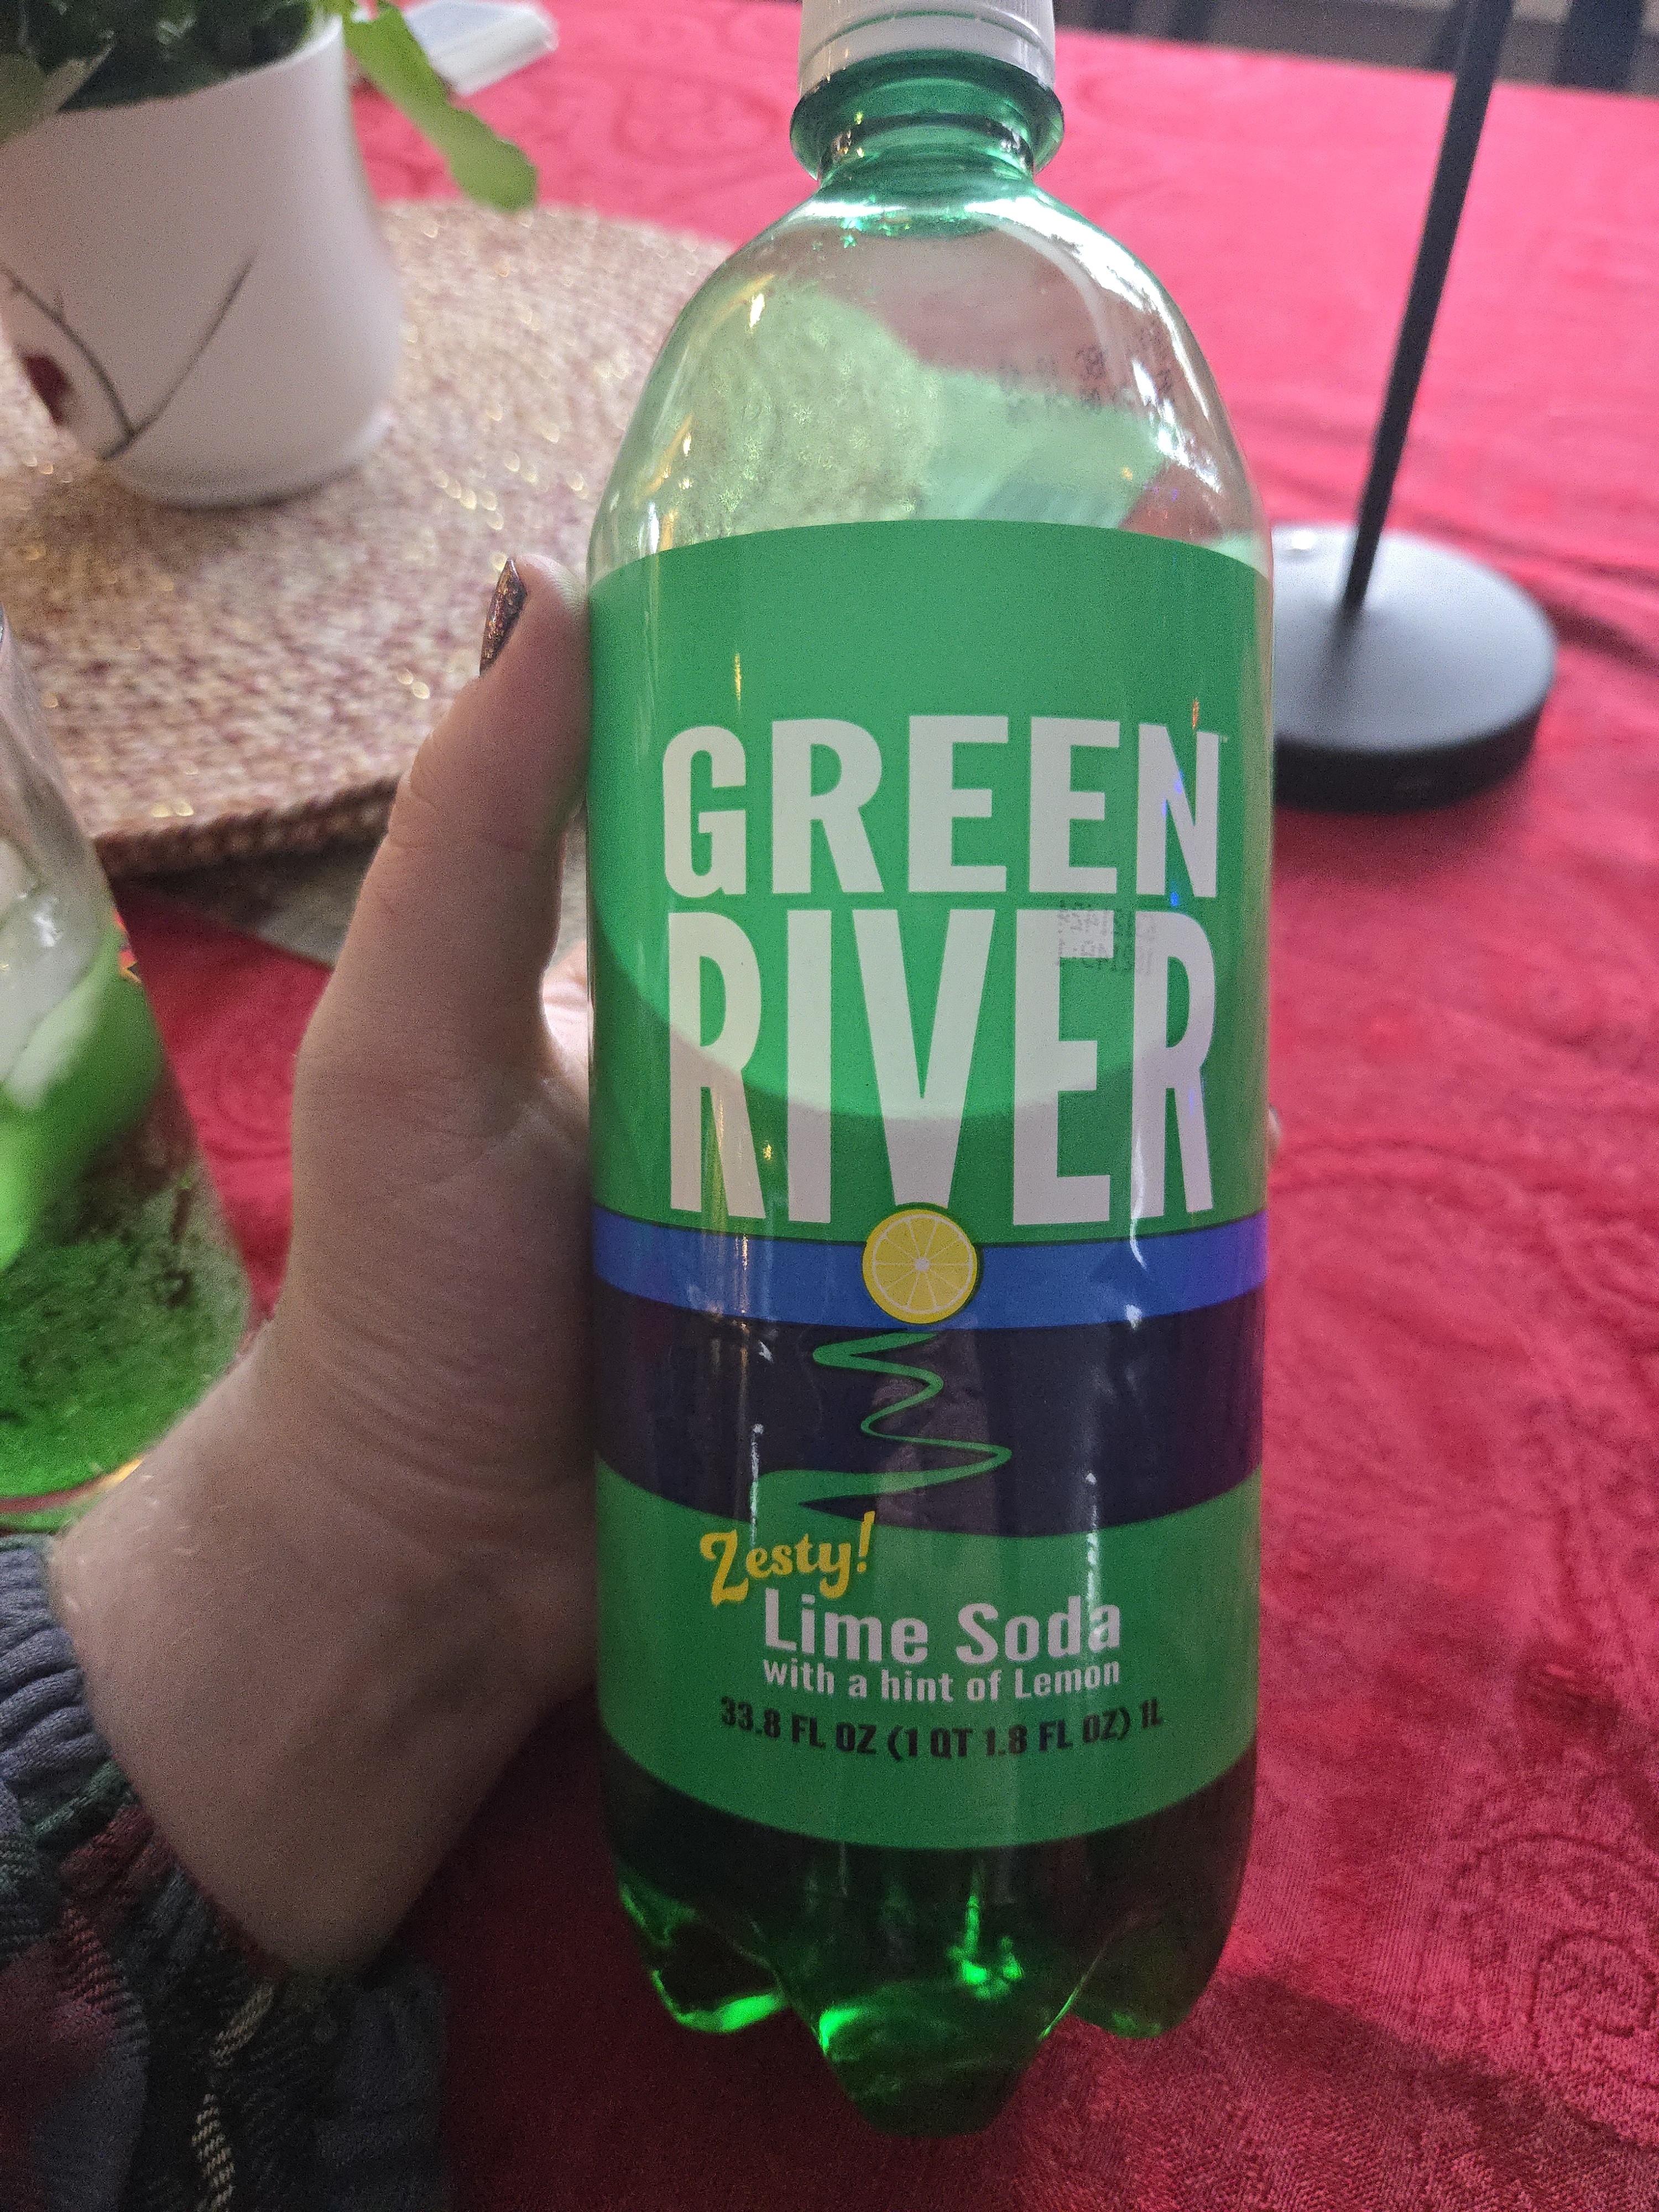 GREEN™
RIVER
Zesty!
Lime Soda
with a hint of Lemon
33.8 FL OZ (1 QT 1.8 FL OZ) 1L